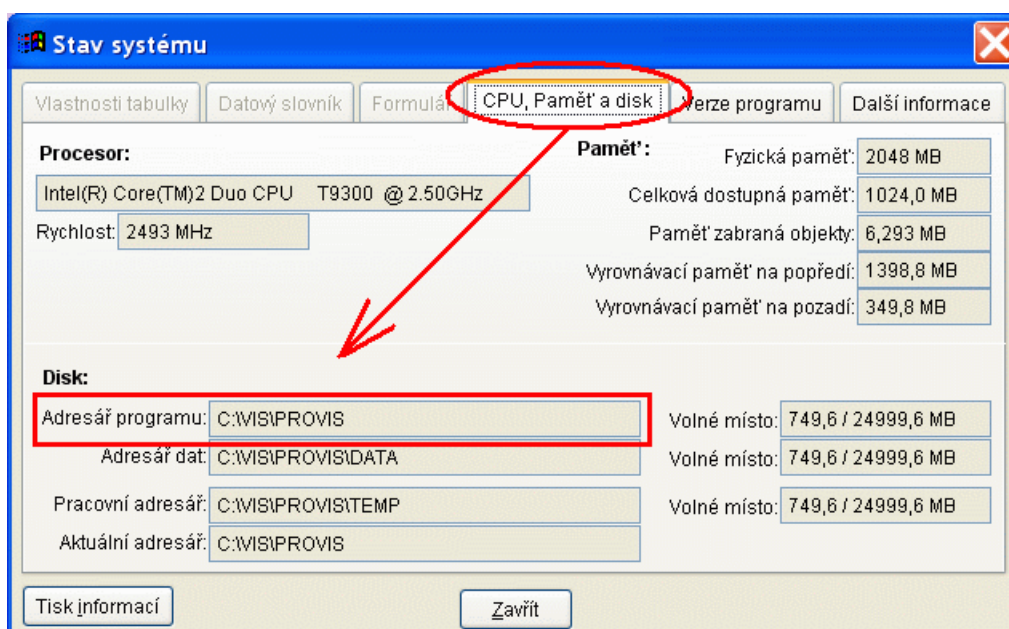 Stav systému
Vlastnosti tabulky Datový slovník Formulář CPU, Paměť a disk Verze programu Další informace
Procesor: Paměť: Fyzická paměť: 2048 MB
Intel(R) Core(TM)2 Duo CPU T9300 @ 2.50GHz Celková dostupná paměť: 1024,0 MB
Rychlost: 2493 MHz Paměť zabraná objekty: 6,293 MB
Vyrovnávací paměť na popředí: 1398,8 MB
Vyrovnávací paměť na pozadí: 349,8 MB
Disk:
Adresář programu: C:\VIS\PROVIS Volné místo: 749,6 / 24999,6 MB
Adresář dat: C:\VIS\PROVIS\DATA Volné místo: 749,6 / 24999,6 MB
Pracovní adresář: C:\VIS\PROVIS\TEMP Volné místo: 749,6 / 24999,6 MB
Aktuální adresář: C:\VIS\PROVIS
Tisk informací Zavřít